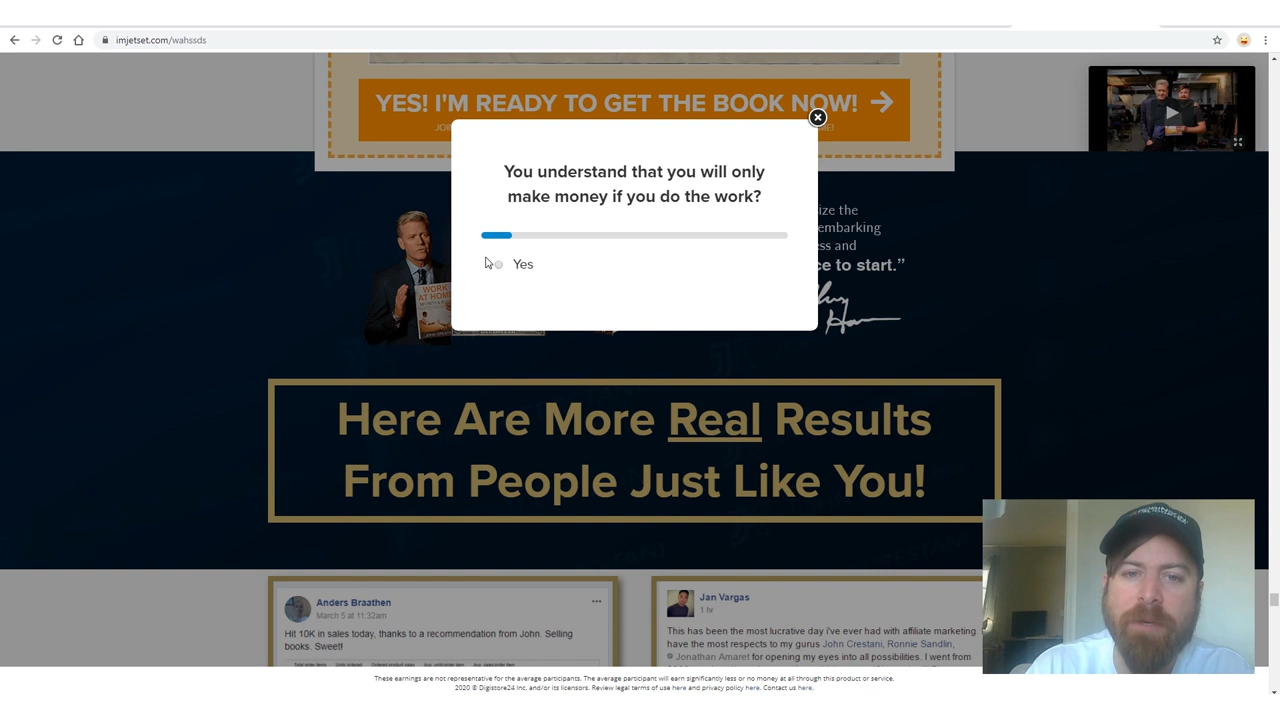 imjetset.com/wahssds
YES! I'M READY TO GET THE BOOK NOW!
You understand that you will only
make money if you do the work?
Yes
ize the
embarking
ess and
ce to start.”
WORK
AT HOME
Here Are More Real Results
From People Just Like You!
Anders Braathen
March 5 at 11:32am
Hit 10K in sales today, thanks to a recommendation from John. Selling
books. Sweet!
Jan Vargas
1 hr
This has been the most lucrative day i've ever had with affiliate marketing
have the most respects to my gurus John Crestani, Ronnie Sandlin,
Jonathan Amaret for opening my eyes into all possibilities. I went from
These earnings are not representative for the average participants. The average participant will earn significantly less or no money at all through this product or service.
2020 © Digistore24 Inc. and/or its licensors. Review legal terms of use here and privacy policy here. Contact us here.